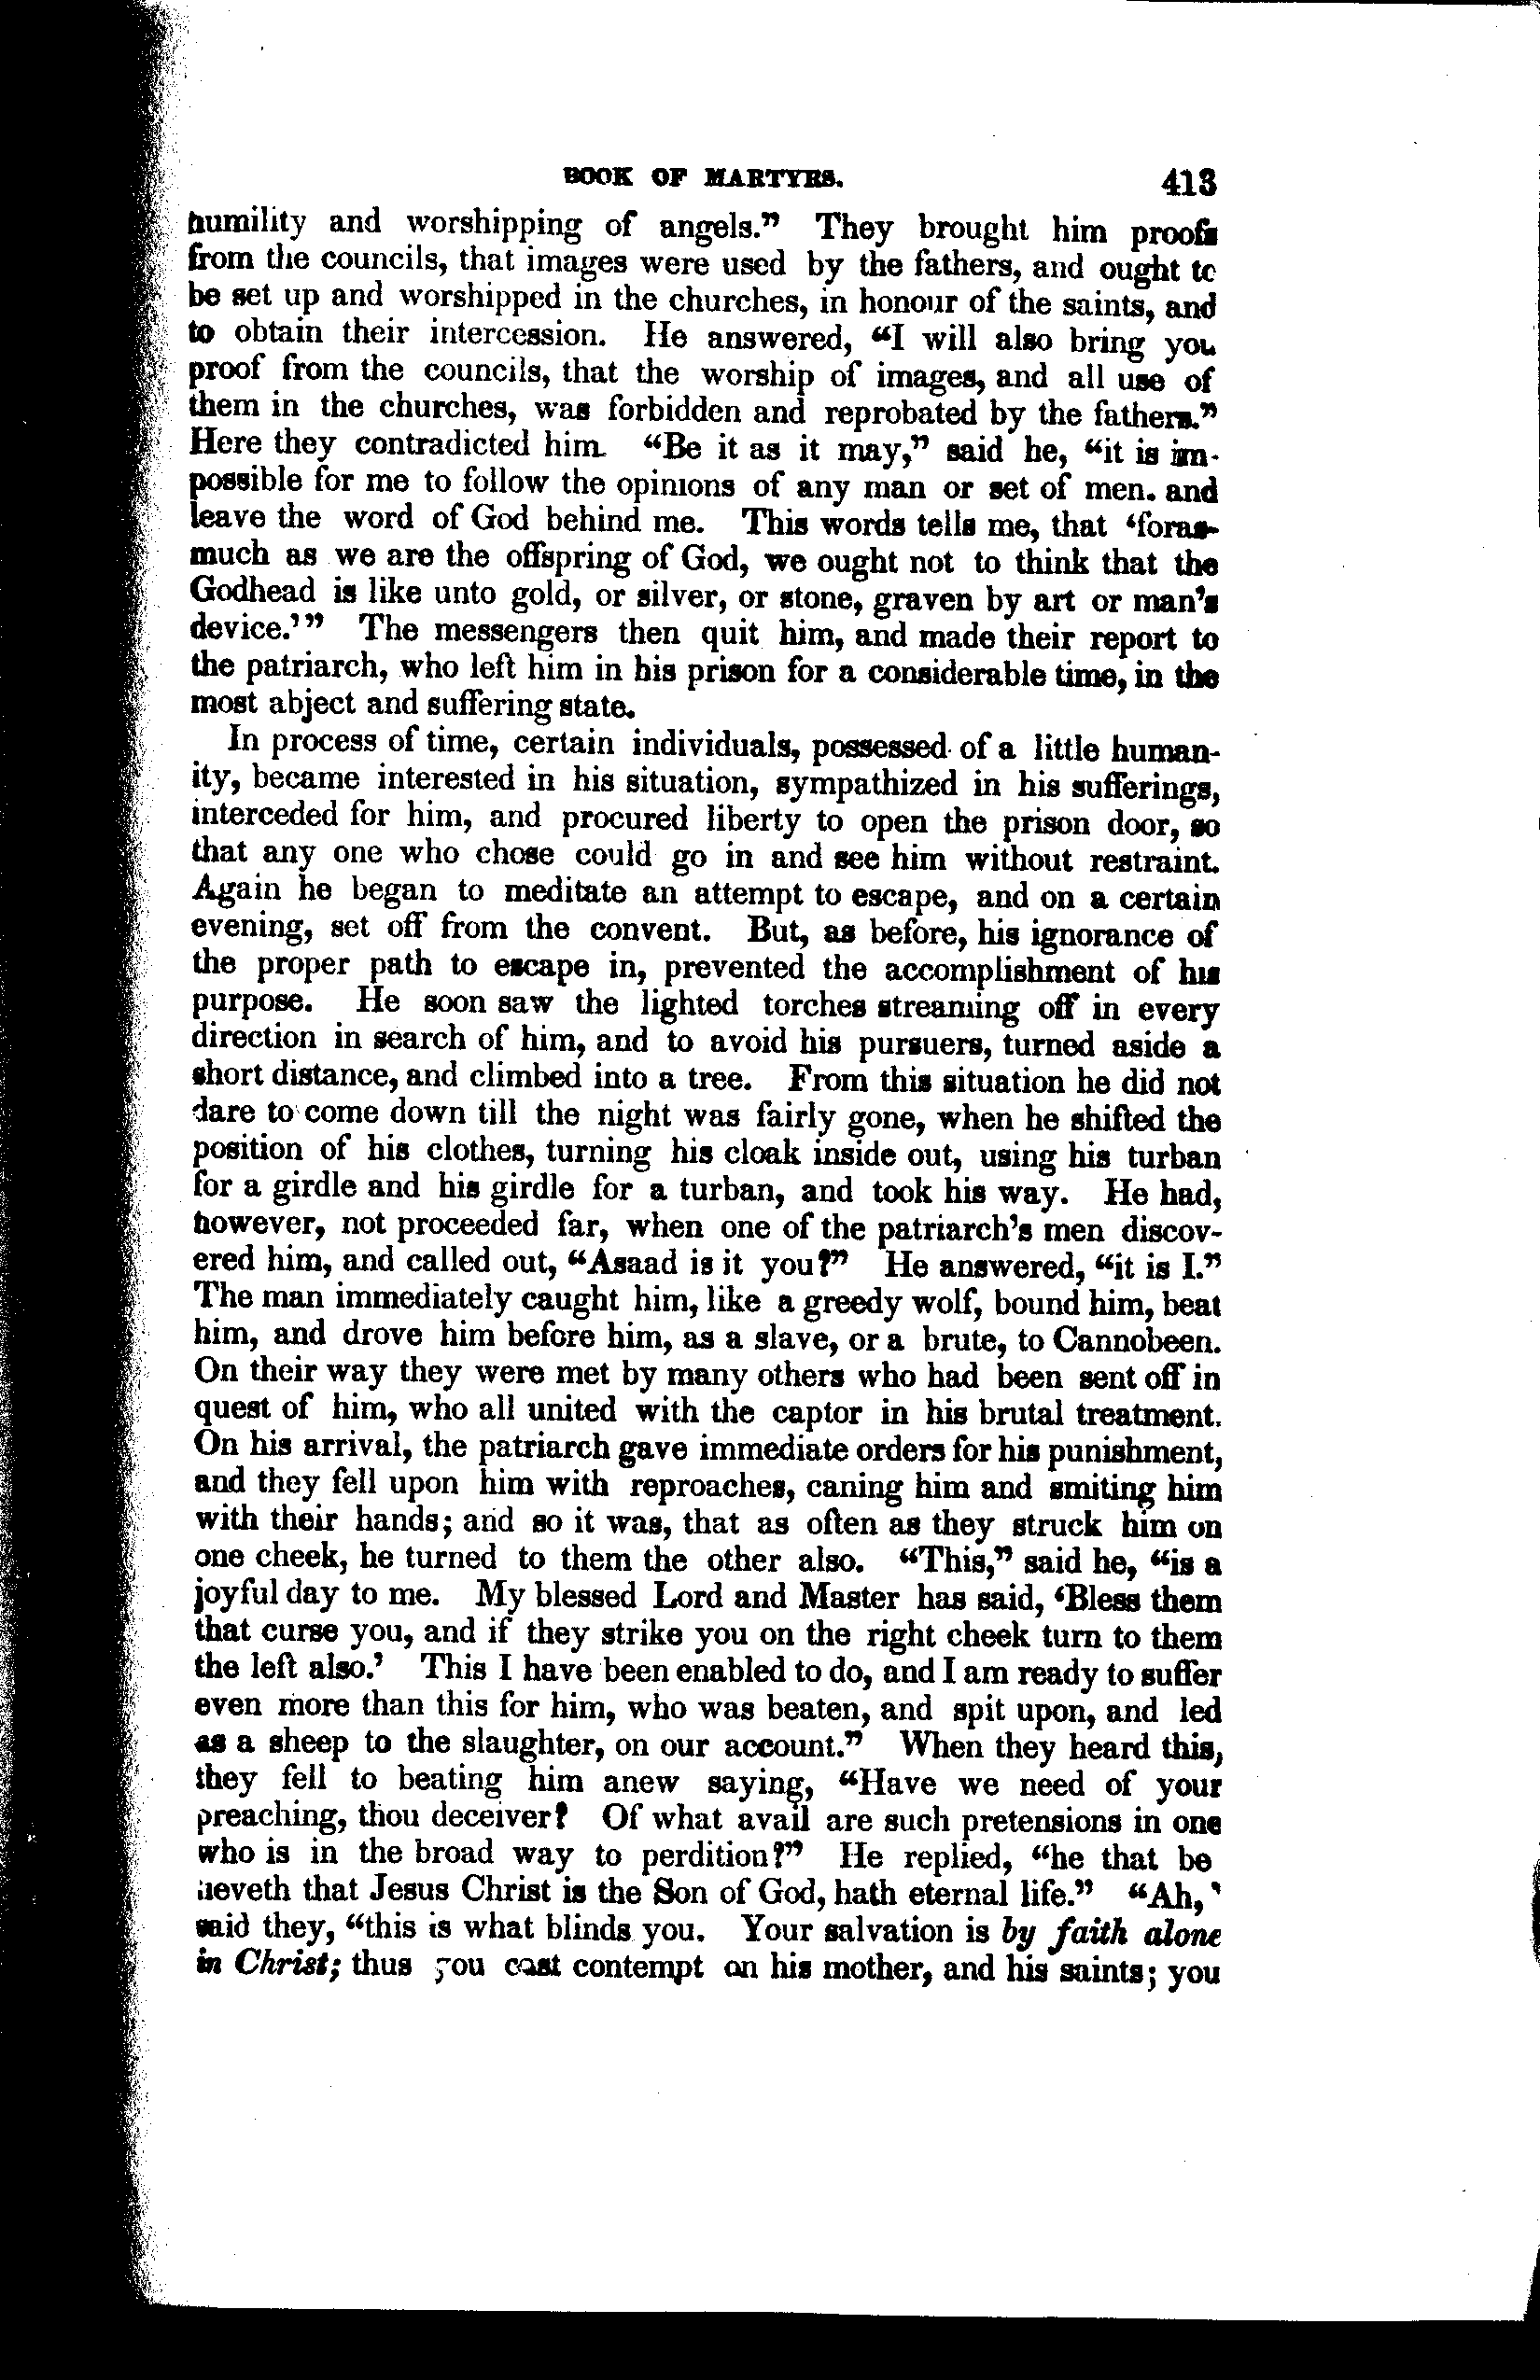 BOOK OF MARTYRS. 413
humility and worshipping of angels.” They brought him proofs
from the councils, that images were used by the fathers, and ought to
be set up and worshipped in the churches, in honour of the saints, and
to obtain their intercession. He answered, “I will also bring you
proof from the councils, that the worship of images, and all use of
them in the churches, was forbidden and reprobated by the fathers.”
Here they contradicted him. “Be it as it may,” said he, “it is im-
possible for me to follow the opinions of any man or set of men. and
leave the word of God behind me. This words tells me, that ‘foras-
much as we are the offspring of God, we ought not to think that the
Godhead is like unto gold, or silver, or stone, graven by art or man’s
device.’” The messengers then quit him, and made their report to
the patriarch, who left him in his prison for a considerable time, in the
most abject and suffering state.
In process of time, certain individuals, possessed of a little human-
ity, became interested in his situation, sympathized in his sufferings,
interceded for him, and procured liberty to open the prison door, so
that any one who chose could go in and see him without restraint.
Again he began to meditate an attempt to escape, and on a certain
evening, set off from the convent. But, as before, his ignorance of
the proper path to escape in, prevented the accomplishment of his
purpose. He soon saw the lighted torches streaming off in every
direction in search of him, and to avoid his pursuers, turned aside a
short distance, and climbed into a tree. From this situation he did not
dare to come down till the night was fairly gone, when he shifted the
position of his clothes, turning his cloak inside out, using his turban
for a girdle and his girdle for a turban, and took his way. He had,
however, not proceeded far, when one of the patriarch’s men discov-
ered him, and called out, “Asaad is it you?” He answered, “it is I.”
The man immediately caught him, like a greedy wolf, bound him, beat
him, and drove him before him, as a slave, or a brute, to Cannobeen.
On their way they were met by many others who had been sent off in
quest of him, who all united with the captor in his brutal treatment.
On his arrival, the patriarch gave immediate orders for his punishment,
and they fell upon him with reproaches, caning him and smiting him
with their hands; and so it was, that as often as they struck him on
one cheek, he turned to them the other also. “This,” said he, “is a
joyful day to me. My blessed Lord and Master has said, ‘Bless them
that curse you, and if they strike you on the right cheek turn to them
the left also.’ This I have been enabled to do, and I am ready to suffer
even more than this for him, who was beaten, and spit upon, and led
as a sheep to the slaughter, on our account.” When they heard this,
they fell to beating him anew saying, “Have we need of your
preaching, thou deceiver? Of what avail are such pretensions in one
who is in the broad way to perdition?” He replied, “he that be
lieveth that Jesus Christ is the Son of God, hath eternal life.” “Ah,’
said they, “this is what blinds you. Your salvation is by faith alone
in Christ; thus you cast contempt on his mother, and his saints; you